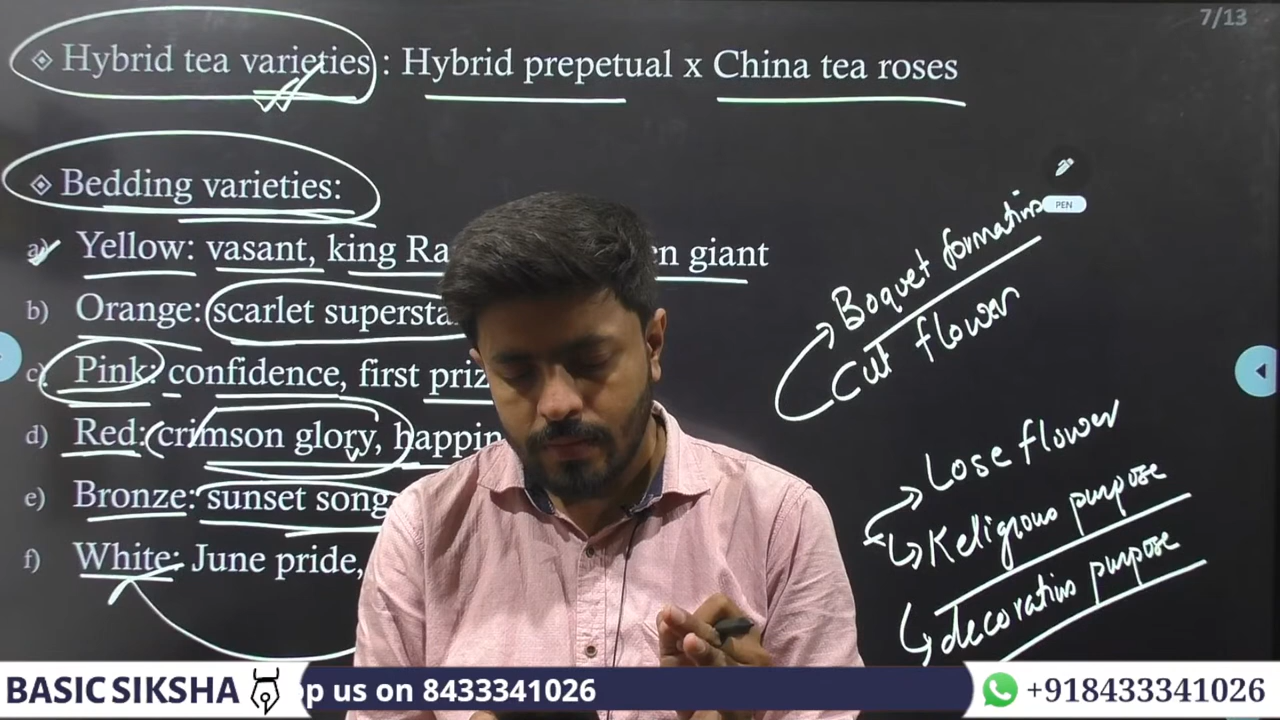 7/13
❖ Hybrid tea varieties : Hybrid prepetual x China tea roses
❖ Bedding varieties:
a) Yellow: vasant, king Ra en giant
b) Orange: scarlet supersta
c) Pink: confidence, first priz
d) Red: crimson glory, happin
e) Bronze: sunset song
f) White: June pride,
PEN
Boquet formation
Cut flower
Lose flower
Religious purpose
decoration purpose
BASIC SIKSHA
pp us on 8433341026
+918433341026